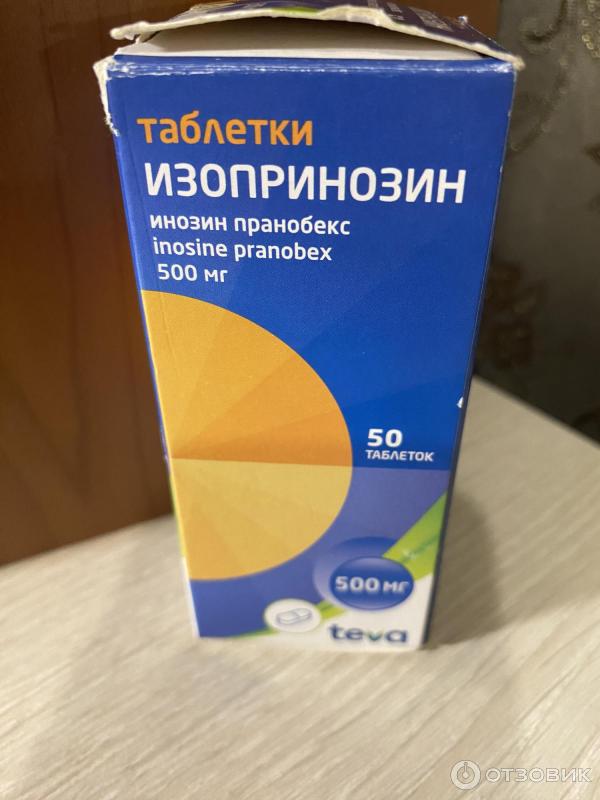 таблетки
ИЗОПРИНОЗИН
инозин пранобекс
inosine pranobex
500 мг
50
ТАБЛЕТОК
500 мг
teva
ОТЗОВИК